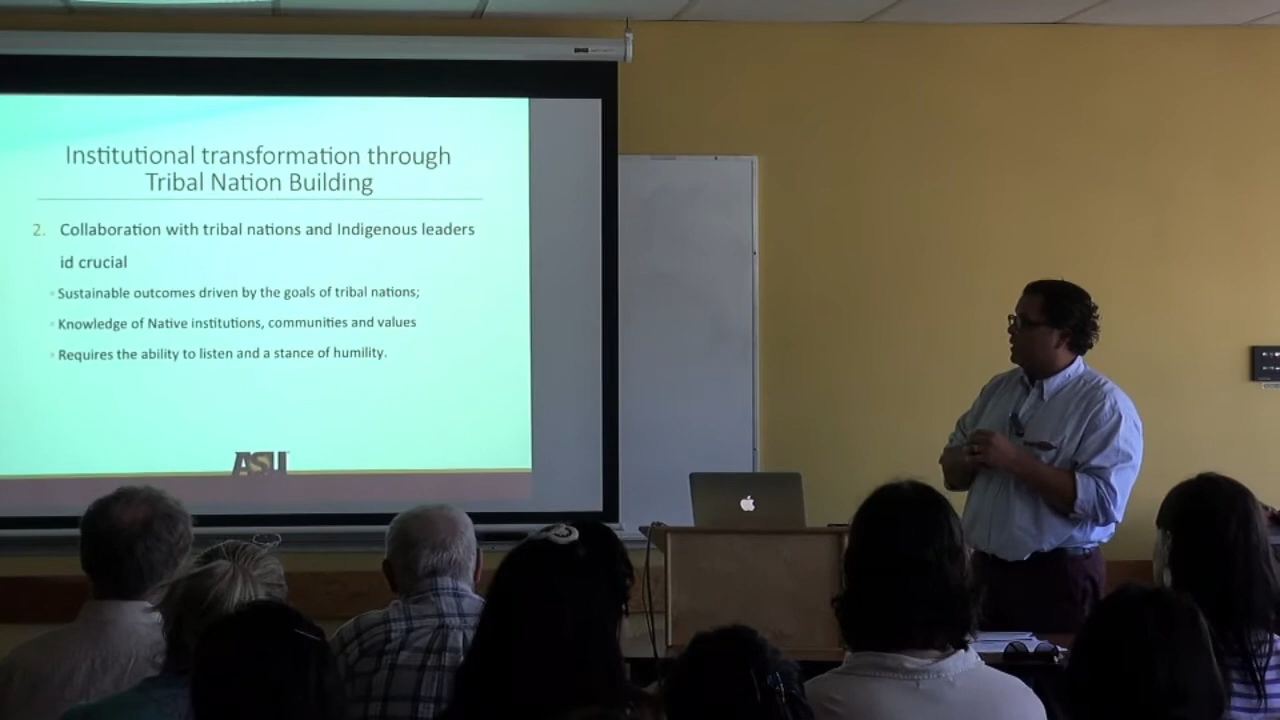 Institutional transformation through
Tribal Nation Building
2. Collaboration with tribal nations and Indigenous leaders
id crucial
Sustainable outcomes driven by the goals of tribal nations;
Knowledge of Native institutions, communities and values
Requires the ability to listen and a stance of humility.
ASU